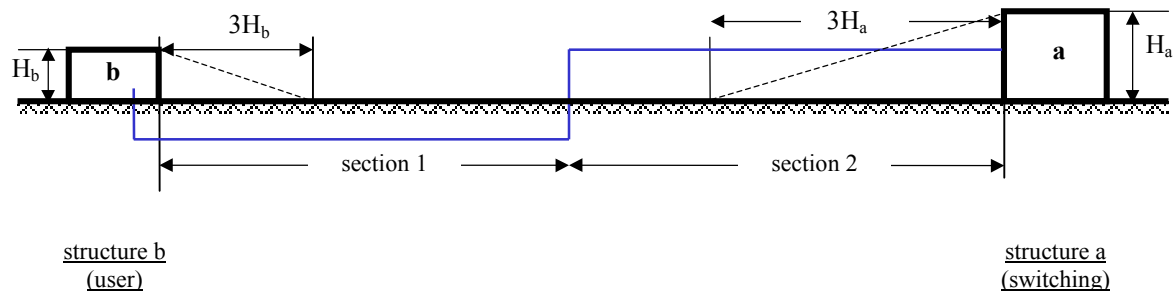 3H_b
3H_a
H_b
b
a
H_a
section 1
section 2
structure b
(user)
structure a
(switching)